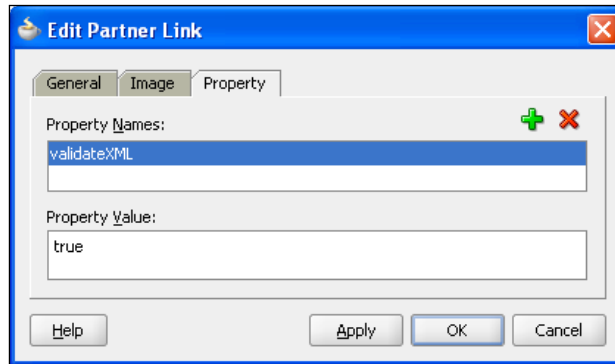 Edit Partner Link
General Image Property
Property Names:
validateXML
Property Value:
true
Help Apply OK Cancel